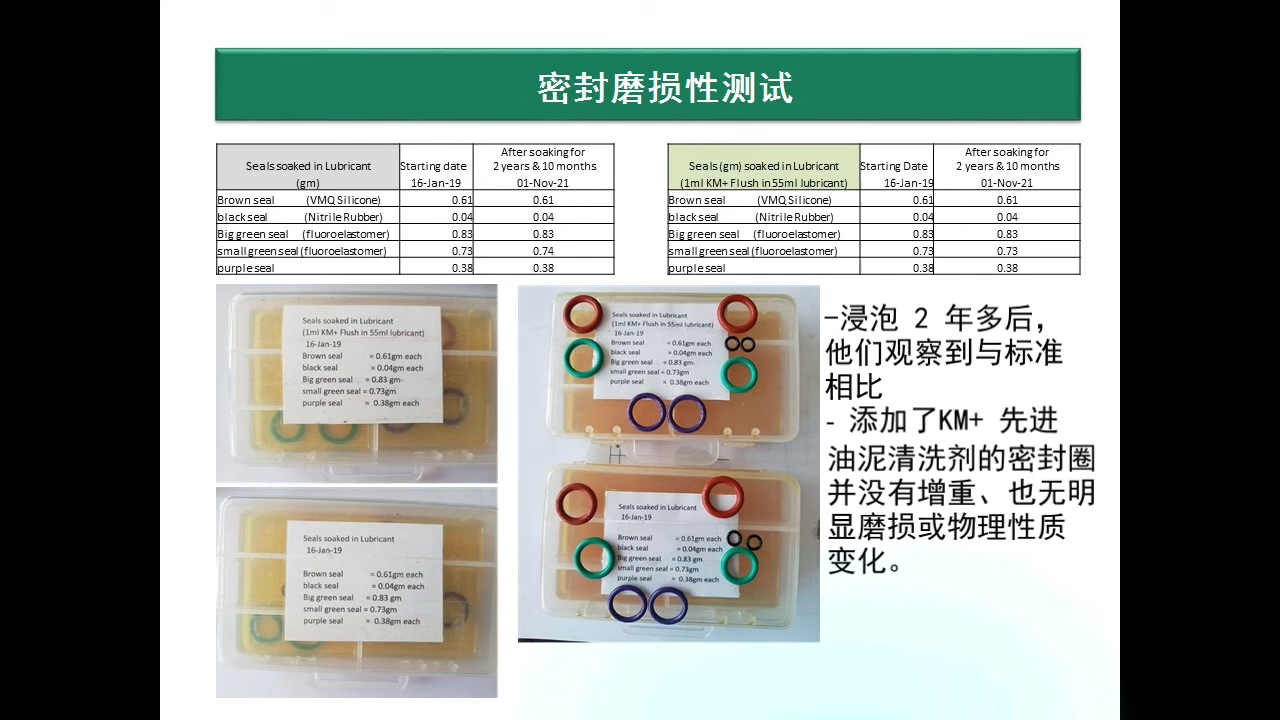 密封磨损性测试
Seals soaked in Lubricant (gm) Starting date 16-Jan-19 After soaking for 2 years & 10 months 01-Nov-21
Brown seal (VMQ Silicone) 0.61 0.61
black seal (Nitrile Rubber) 0.04 0.04
Big green seal (fluoroelastomer) 0.83 0.83
small green seal (fluoroelastomer) 0.73 0.74
purple seal 0.38 0.38
Seals (gm) soaked in Lubricant (1ml KM+ Flush in 55ml lubricant) Starting Date 16-Jan-19 After soaking for 2 years & 10 months 01-Nov-21
Brown seal (VMQ Silicone) 0.61 0.61
black seal (Nitrile Rubber) 0.04 0.04
Big green seal (fluoroelastomer) 0.83 0.83
small green seal (fluoroelastomer) 0.73 0.73
purple seal 0.38 0.38
Seals soaked in Lubricant
(1ml KM+ Flush in 55ml lubricant)
16-Jan-19
Brown seal = 0.61gm each
black seal = 0.04gm each
Big green seal = 0.83 gm
small green seal = 0.73gm
purple seal = 0.38gm each
Seals soaked in Lubricant
16-Jan-19
Brown seal = 0.61gm each
black seal = 0.04gm each
Big green seal = 0.83 gm
small green seal = 0.73gm
purple seal = 0.38gm each
Seals soaked in Lubricant
(1ml KM+ Flush in 55ml lubricant)
16-Jan-19
Brown seal = 0.61gm each
black seal = 0.04gm each
Big green seal = 0.83 gm
small green seal = 0.73gm
purple seal = 0.38gm each
Seals soaked in Lubricant
16-Jan-19
Brown seal = 0.61gm each
black seal = 0.04gm each
Big green seal = 0.83 gm
small green seal = 0.73gm
purple seal = 0.38gm each
-浸泡 2 年多后，
他们观察到与标准
相比
- 添加了KM+ 先进
油泥清洗剂的密封圈
并没有增重、也无明
显磨损或物理性质
变化。